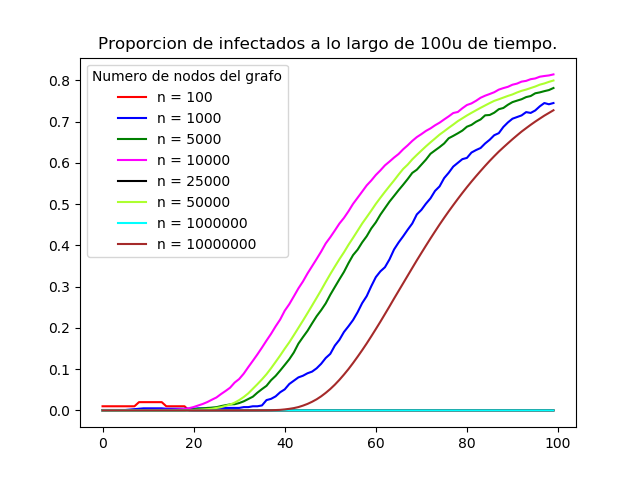 Proporcion de infectados a lo largo de 100u de tiempo.
Numero de nodos del grafo
n = 100
n = 1000
n = 5000
n = 10000
n = 25000
n = 50000
n = 1000000
n = 10000000
0.8
0.7
0.6
0.5
0.4
0.3
0.2
0.1
0.0
0 20 40 60 80 100